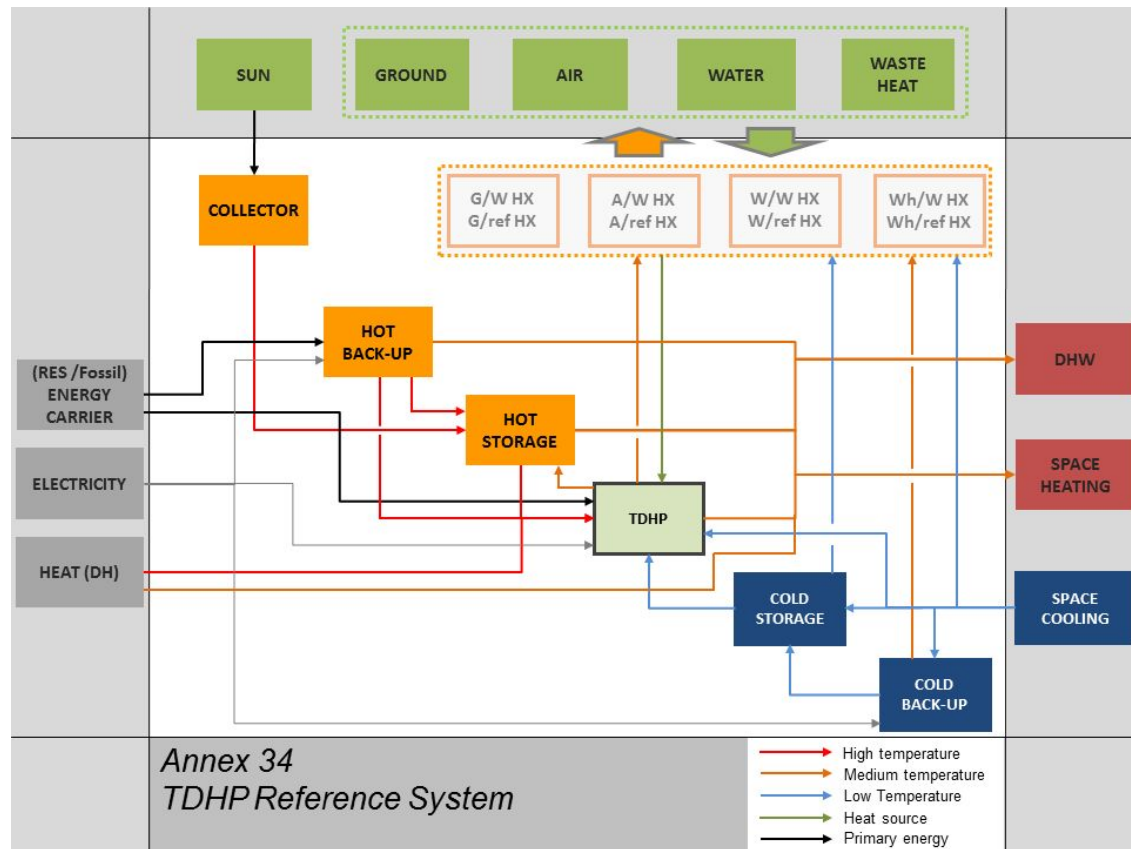 SUN
GROUND
AIR
WATER
WASTE
HEAT
COLLECTOR
G/W HX
G/ref HX
A/W HX
A/ref HX
W/W HX
W/ref HX
Wh/W HX
Wh/ref HX
HOT
BACK-UP
(RES /Fossil)
ENERGY
CARRIER
DHW
HOT
STORAGE
ELECTRICITY
SPACE
HEATING
TDHP
HEAT (DH)
COLD
STORAGE
SPACE
COOLING
COLD
BACK-UP
Annex 34
TDHP Reference System
High temperature
Medium temperature
Low Temperature
Heat source
Primary energy